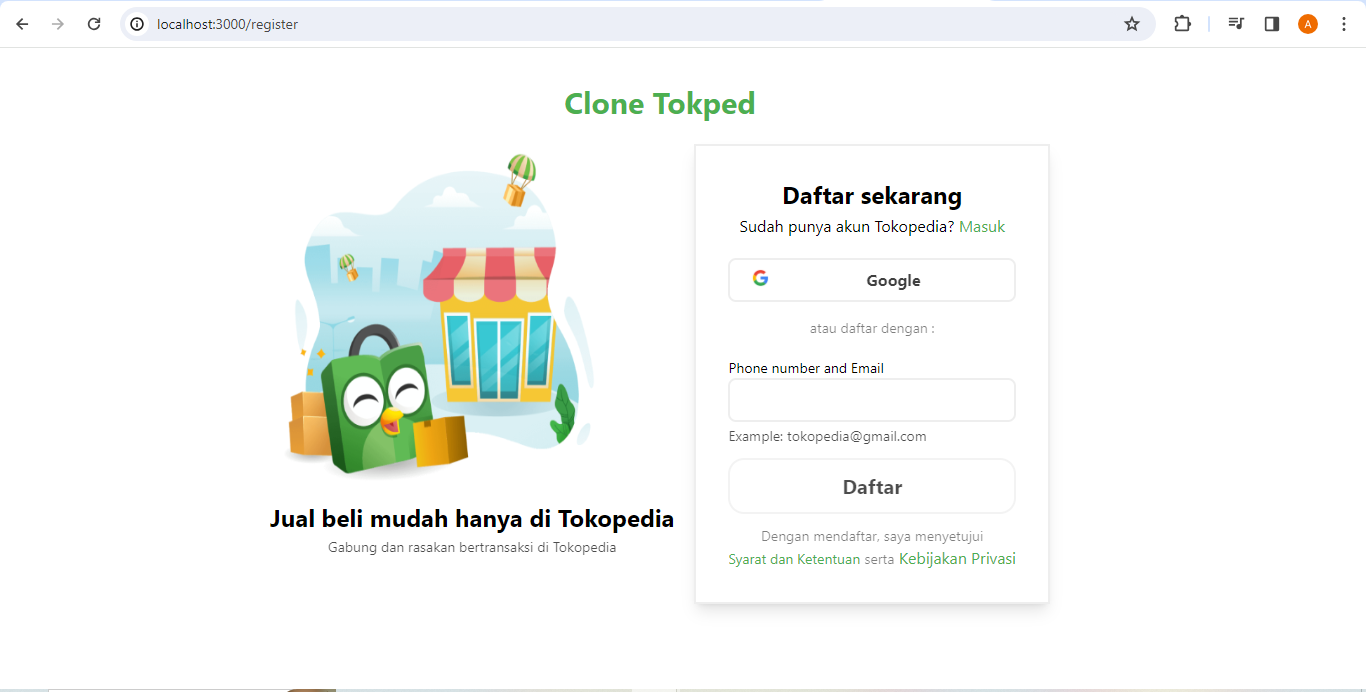 localhost:3000/register
A
Clone Tokped
Jual beli mudah hanya di Tokopedia
Gabung dan rasakan bertransaksi di Tokopedia
Daftar sekarang
Sudah punya akun Tokopedia? Masuk
Google
atau daftar dengan :
Phone number and Email
Example: tokopedia@gmail.com
Daftar
Dengan mendaftar, saya menyetujui
Syarat dan Ketentuan serta Kebijakan Privasi